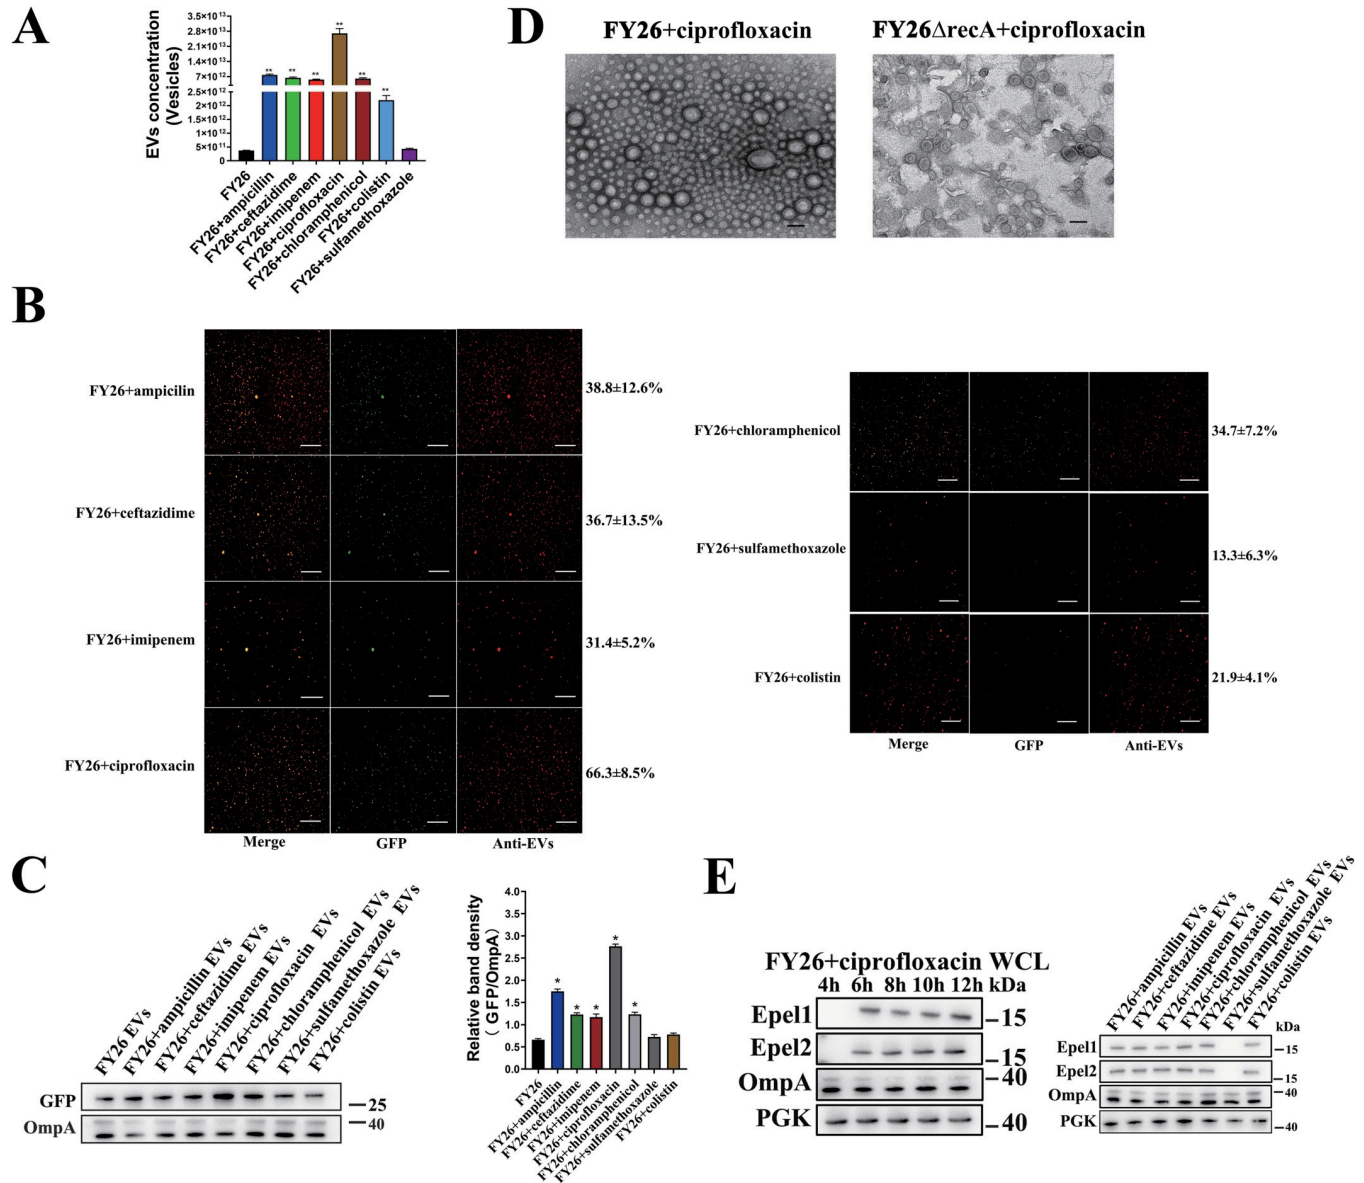 A
EVs concentration
(Vesicles)
3.5×10¹³
2.8×10¹³
2.1×10¹³
1.4×10¹³
7×10¹²
2.5×10¹²
2×10¹²
1×10¹²
1×10¹²
5×10¹¹
0
**
**
**
**
**
**
FY26
FY26+ampicillin
FY26+ceftazidime
FY26+imipenem
FY26+ciprofloxacin
FY26+chloramphenicol
FY26+colistin
FY26+sulfamethoxazole
D
FY26+ciprofloxacin
FY26ΔrecA+ciprofloxacin
B
FY26+ampicilin
38.8±12.6%
FY26+ceftazidime
36.7±13.5%
FY26+imipenem
31.4±5.2%
FY26+ciprofloxacin
66.3±8.5%
Merge
GFP
Anti-EVs
FY26+chloramphenicol
34.7±7.2%
FY26+sulfamethoxazole
13.3±6.3%
FY26+colistin
21.9±4.1%
Merge
GFP
Anti-EVs
C
FY26 EVs
FY26+ampicillin EVs
FY26+ceftazidime EVs
FY26+imipenem EVs
FY26+ciprofloxacin EVs
FY26+chloramphenicol EVs
FY26+sulfamethoxazole EVs
FY26+colistin EVs
GFP
25
OmpA
40
Relative band density
(GFP/OmpA)
4.0
3.5
3.0
2.5
2.0
1.5
1.0
0.5
0.0
*
*
*
*
*
FY26
FY26+ampicillin
FY26+ceftazidime
FY26+imipenem
FY26+ciprofloxacin
FY26+chloramphenicol
FY26+sulfamethoxazole
FY26+colistin
E
FY26+ciprofloxacin WCL
4h 6h 8h 10h 12h kDa
Epel1
15
Epel2
15
OmpA
40
PGK
40
FY26+ampicillin EVs
FY26+ceftazidime EVs
FY26+imipenem EVs
FY26+ciprofloxacin EVs
FY26+chloramphenicol EVs
FY26+sulfamethoxazole EVs
FY26+colistin EVs
kDa
Epel1
15
Epel2
15
OmpA
40
PGK
40